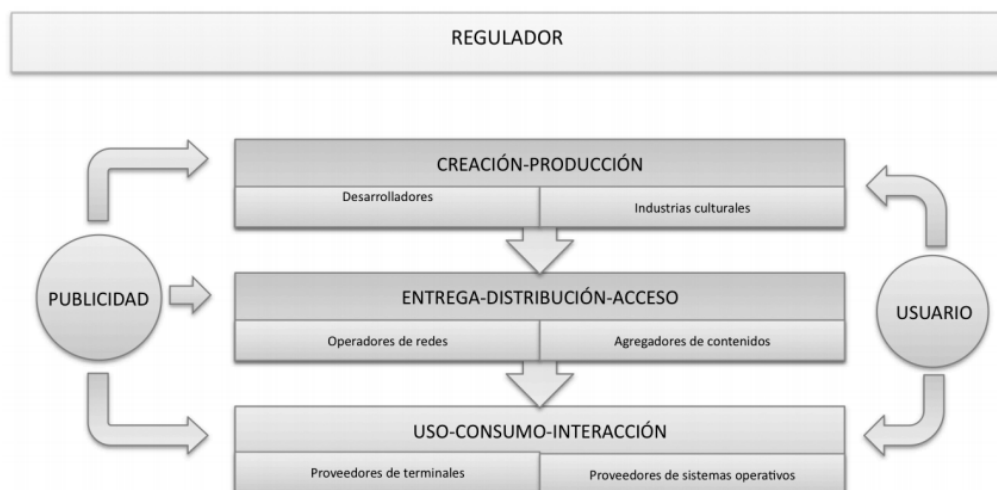 REGULADOR
CREACIÓN-PRODUCCIÓN
Desarrolladores
Industrias culturales
PUBLICIDAD
ENTREGA-DISTRIBUCIÓN-ACCESO
USUARIO
Operadores de redes
Agregadores de contenidos
USO-CONSUMO-INTERACCIÓN
Proveedores de terminales
Proveedores de sistemas operativos